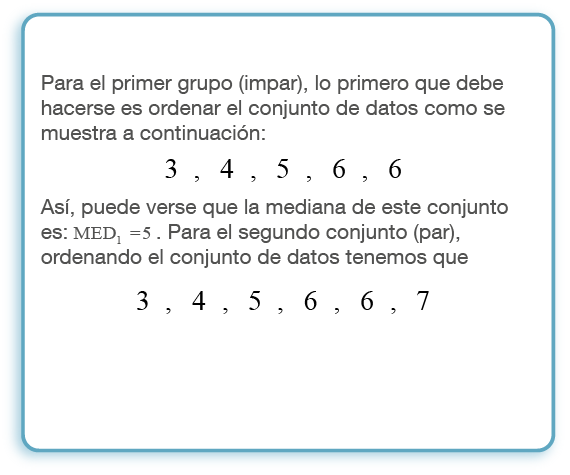 Para el primer grupo (impar), lo primero que debe
hacerse es ordenar el conjunto de datos como se
muestra a continuación:
3 , 4 , 5 , 6 , 6
Así, puede verse que la mediana de este conjunto
es: MED₁ =5 . Para el segundo conjunto (par),
ordenando el conjunto de datos tenemos que
3 , 4 , 5 , 6 , 6 , 7